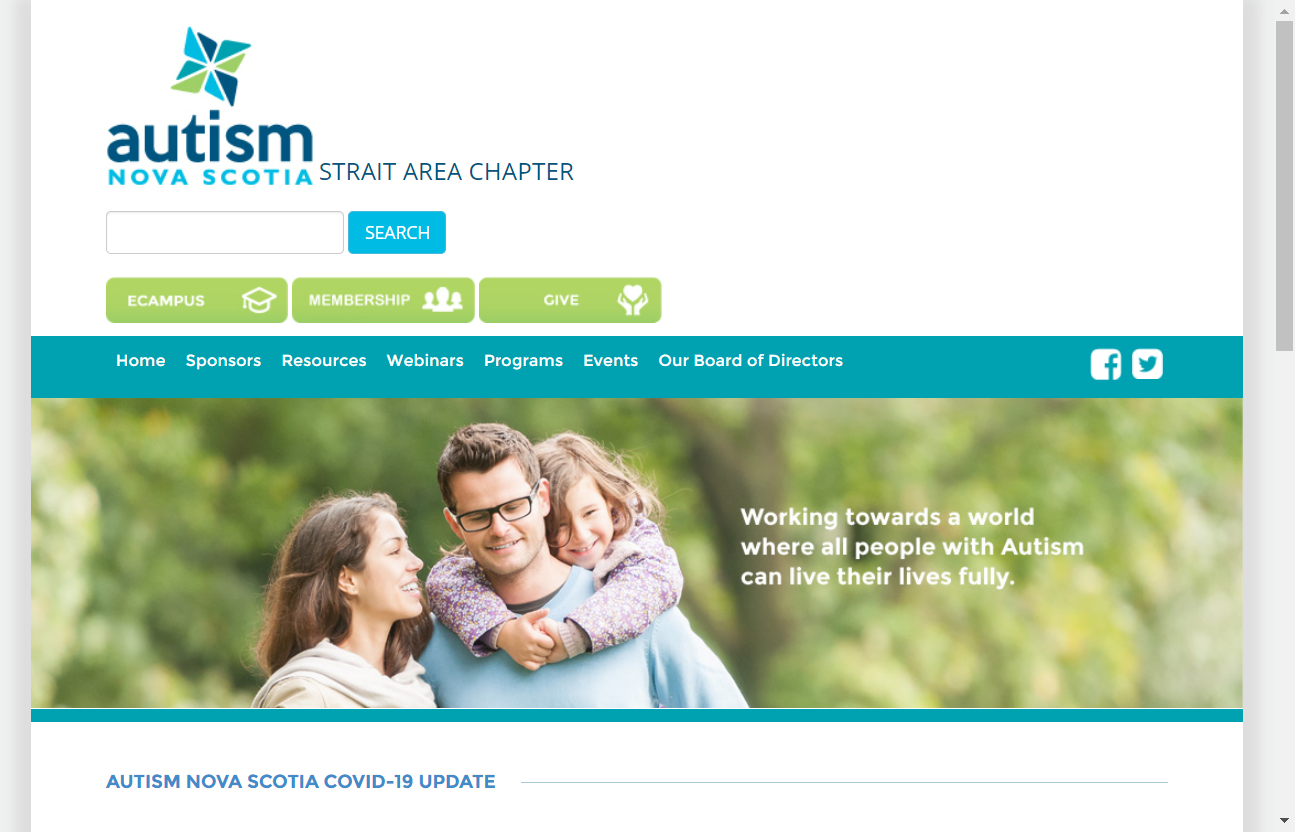 autism
NOVA SCOTIA STRAIT AREA CHAPTER
SEARCH
ECAMPUS MEMBERSHIP GIVE
Home Sponsors Resources Webinars Programs Events Our Board of Directors
Working towards a world
where all people with Autism
can live their lives fully.
AUTISM NOVA SCOTIA COVID-19 UPDATE